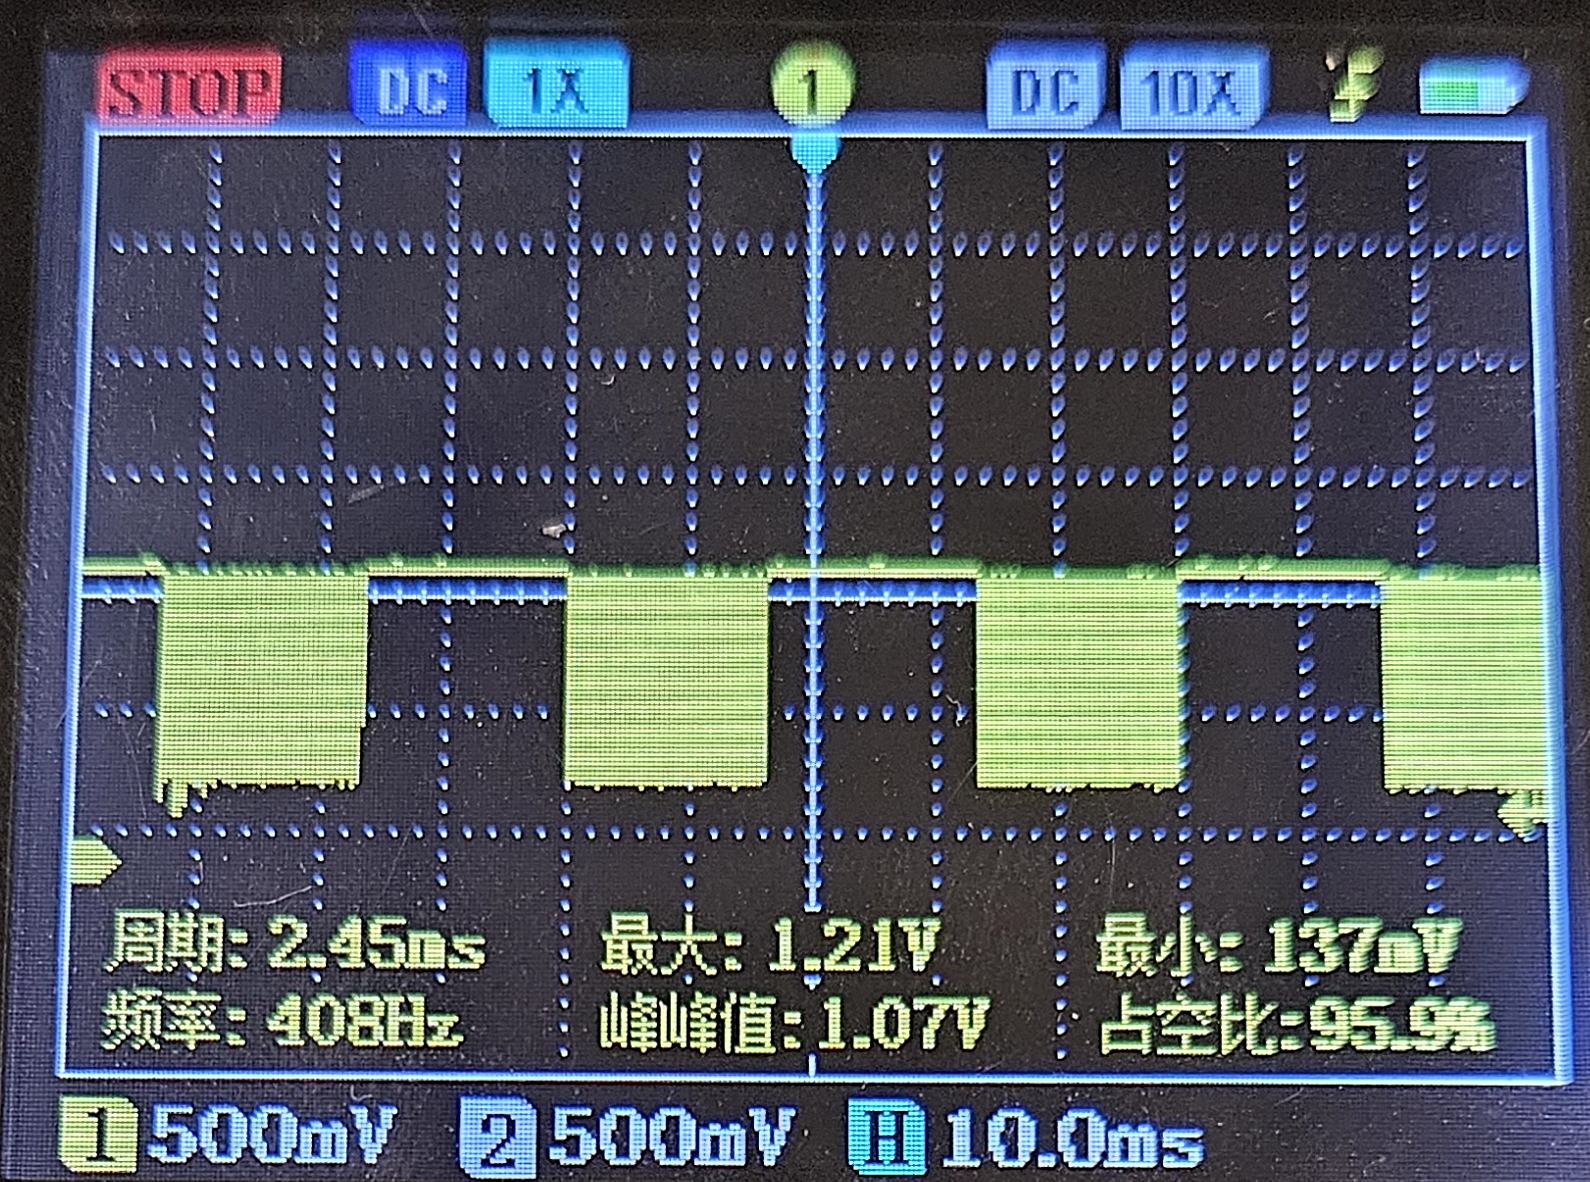 STOP DC 1X 1 DC 10X
周期: 2.45ms 最大: 1.21V 最小: 137mV
频率: 408Hz 峰峰值: 1.07V 占空比: 95.9%
1 500mV 2 500mV H 10.0ms